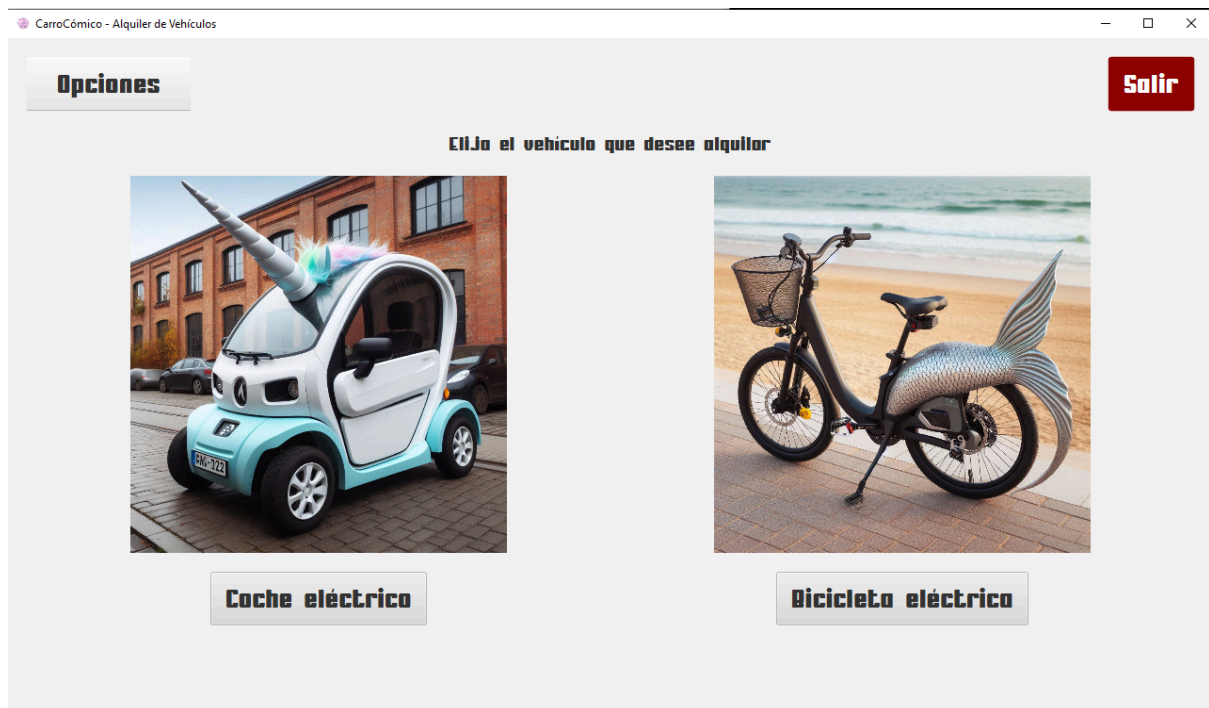 CarroCómico - Alquiler de Vehículos
Opciones
Salir
Elija el vehículo que desee alquilar
Coche eléctrico
Bicicleta eléctrica